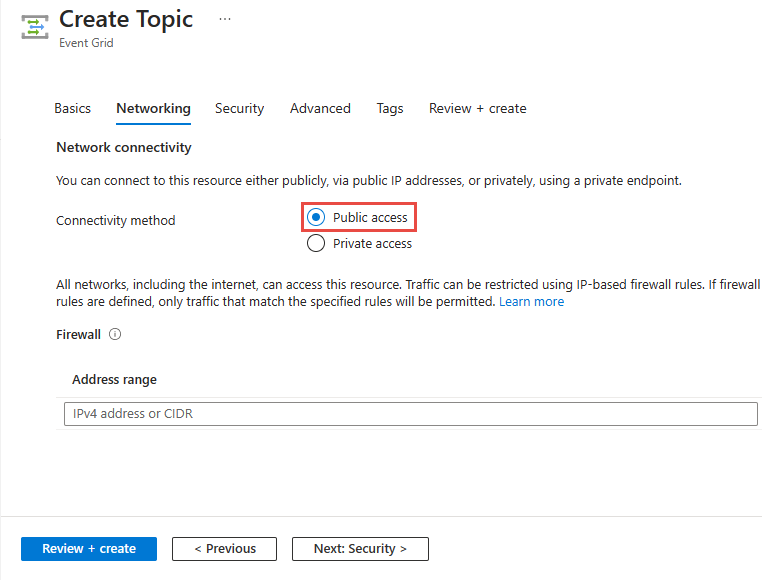 Create Topic ...
Event Grid
Basics Networking Security Advanced Tags Review + create
Network connectivity
You can connect to this resource either publicly, via public IP addresses, or privately, using a private endpoint.
Connectivity method
Public access
Private access
All networks, including the internet, can access this resource. Traffic can be restricted using IP-based firewall rules. If firewall
rules are defined, only traffic that match the specified rules will be permitted. Learn more
Firewall
Address range
IPv4 address or CIDR
Review + create < Previous Next: Security >